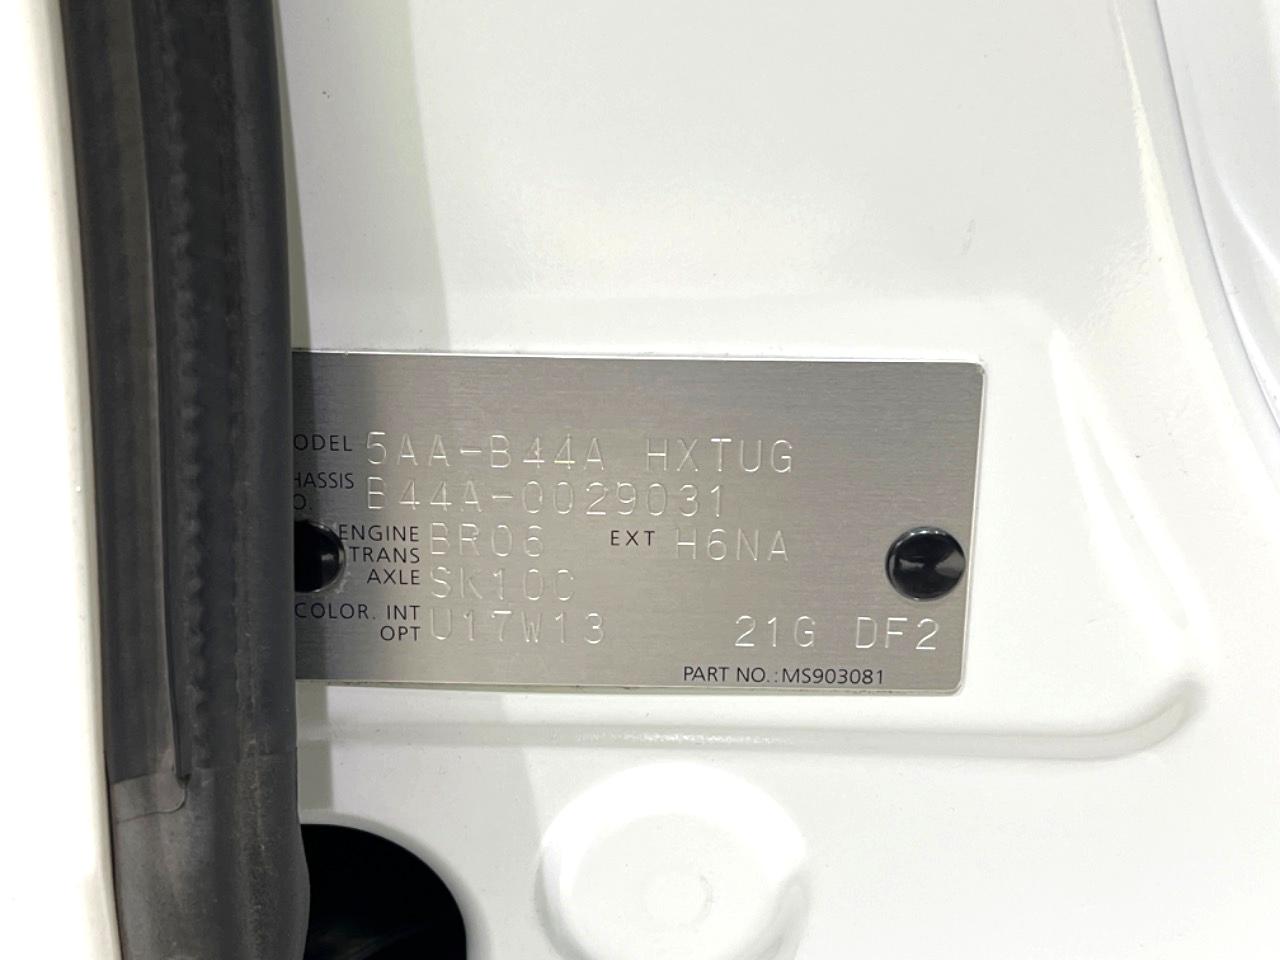 ODEL 5AA-B44A HXTUG
HASSIS
O. B44A-0029031
ENGINE BR06 EXT H6NA
TRANS
AXLE SK10C
COLOR. INT
OPT U17W13 21G DF2
PART NO.: MS903081